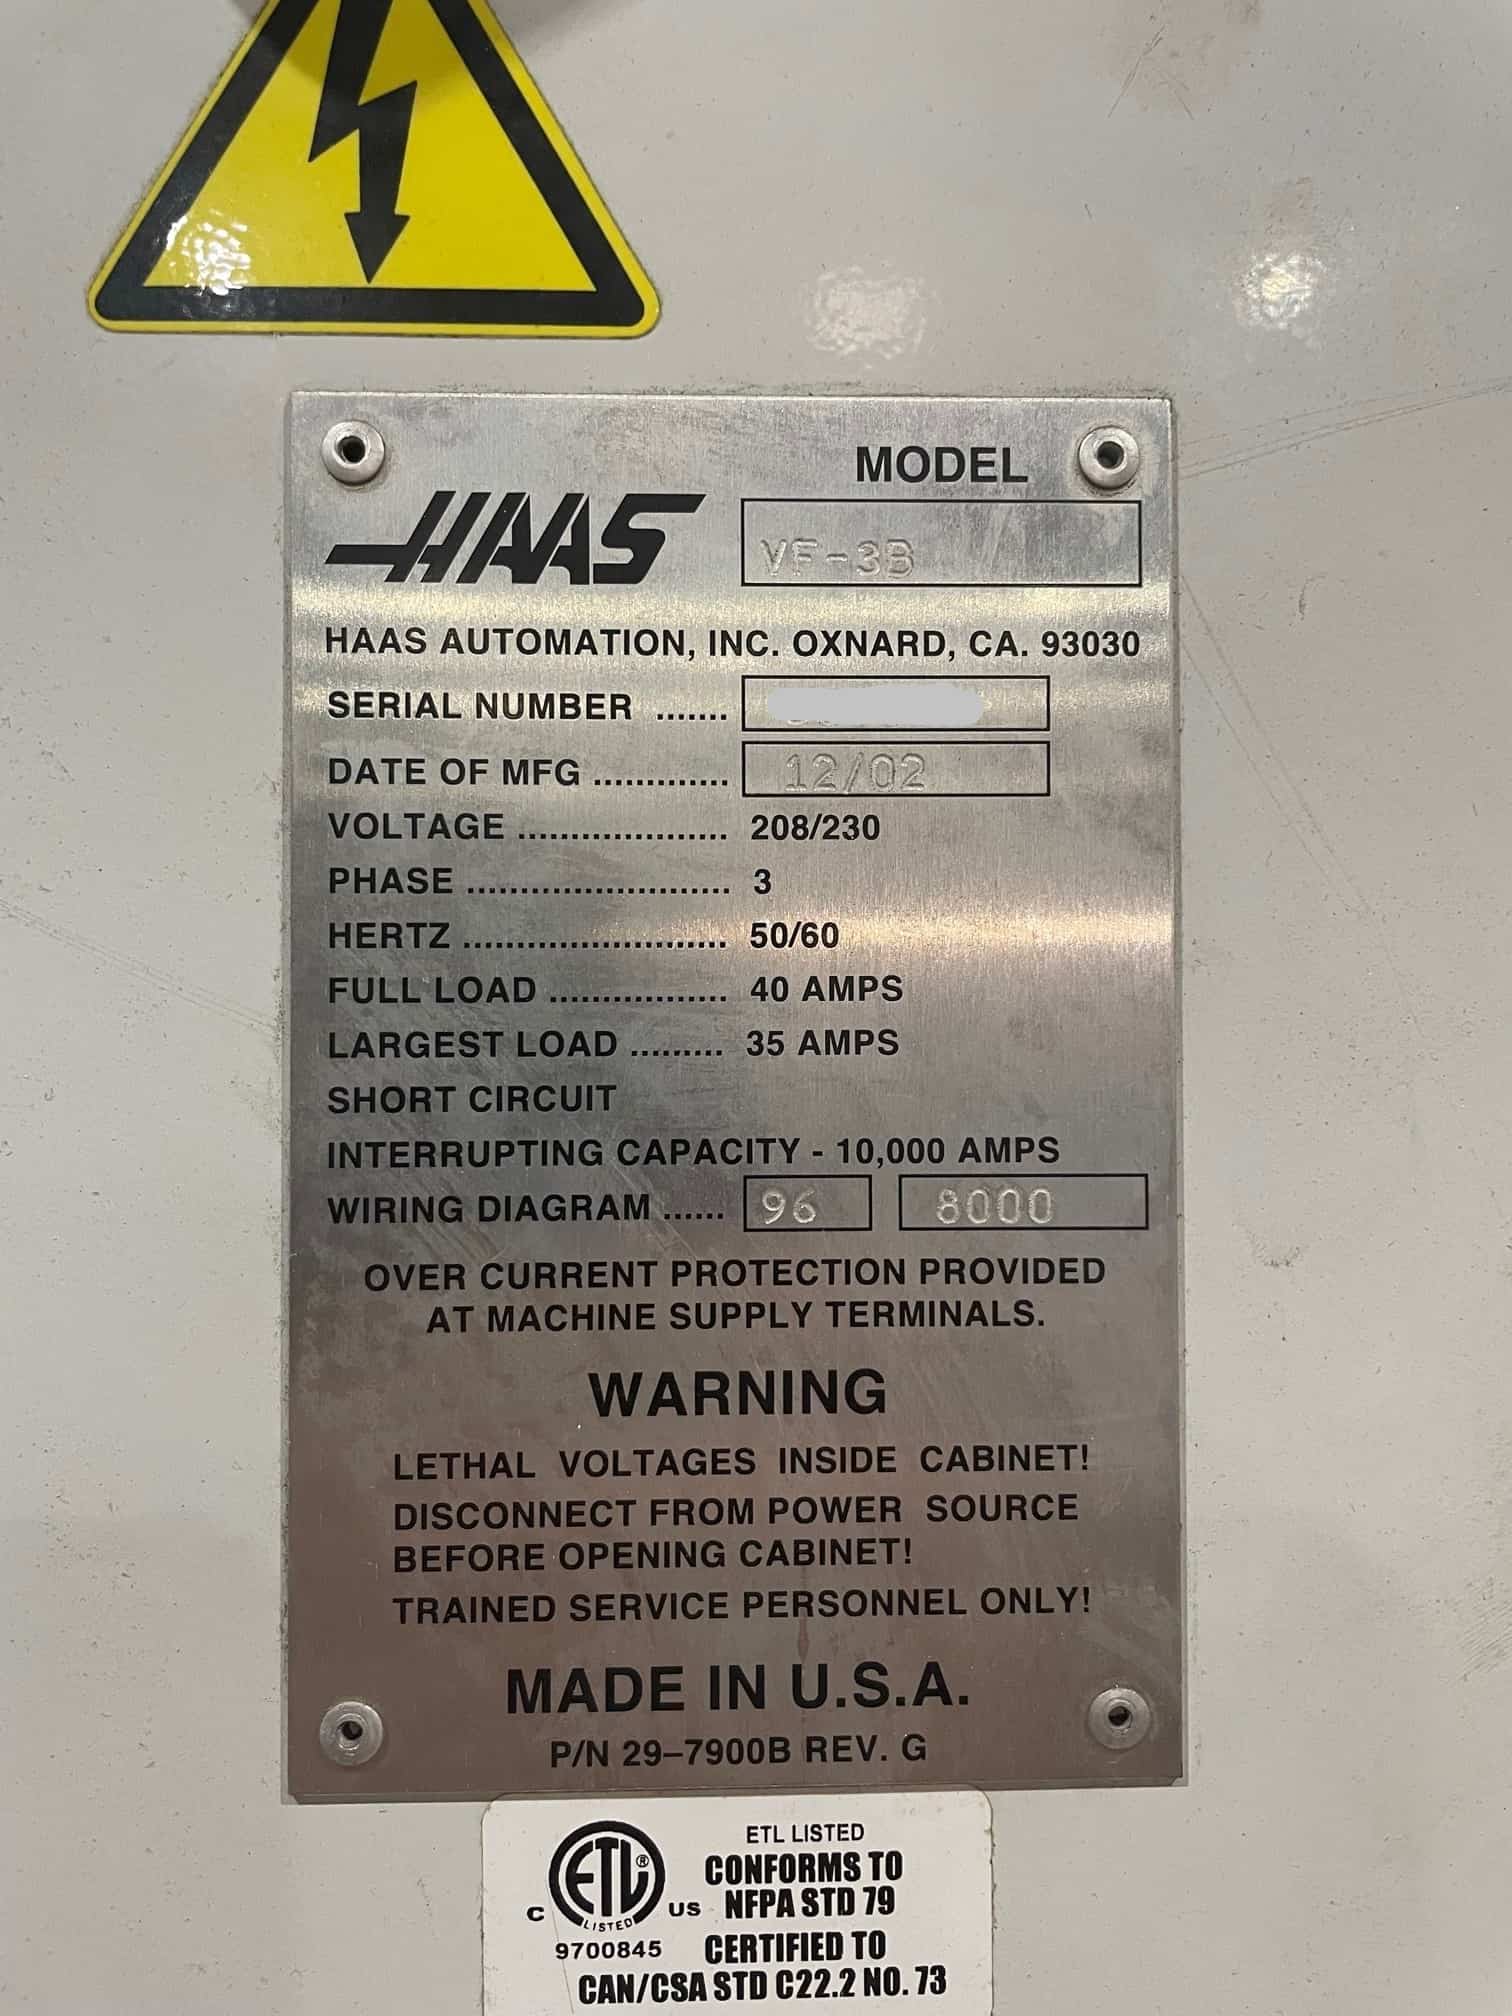 MODEL
HAAS VF-3B
HAAS AUTOMATION, INC. OXNARD, CA. 93030
SERIAL NUMBER .......
DATE OF MFG ............. 12/02
VOLTAGE .................... 208/230
PHASE ......................... 3
HERTZ ......................... 50/60
FULL LOAD ................. 40 AMPS
LARGEST LOAD ......... 35 AMPS
SHORT CIRCUIT
INTERRUPTING CAPACITY - 10,000 AMPS
WIRING DIAGRAM ...... 96 8000
OVER CURRENT PROTECTION PROVIDED
AT MACHINE SUPPLY TERMINALS.
WARNING
LETHAL VOLTAGES INSIDE CABINET!
DISCONNECT FROM POWER SOURCE
BEFORE OPENING CABINET!
TRAINED SERVICE PERSONNEL ONLY!
MADE IN U.S.A.
P/N 29-7900B REV. G
ETL LISTED
CONFORMS TO
NFPA STD 79
C ETL ® LISTED US
9700845 CERTIFIED TO
CAN/CSA STD C22.2 NO. 73